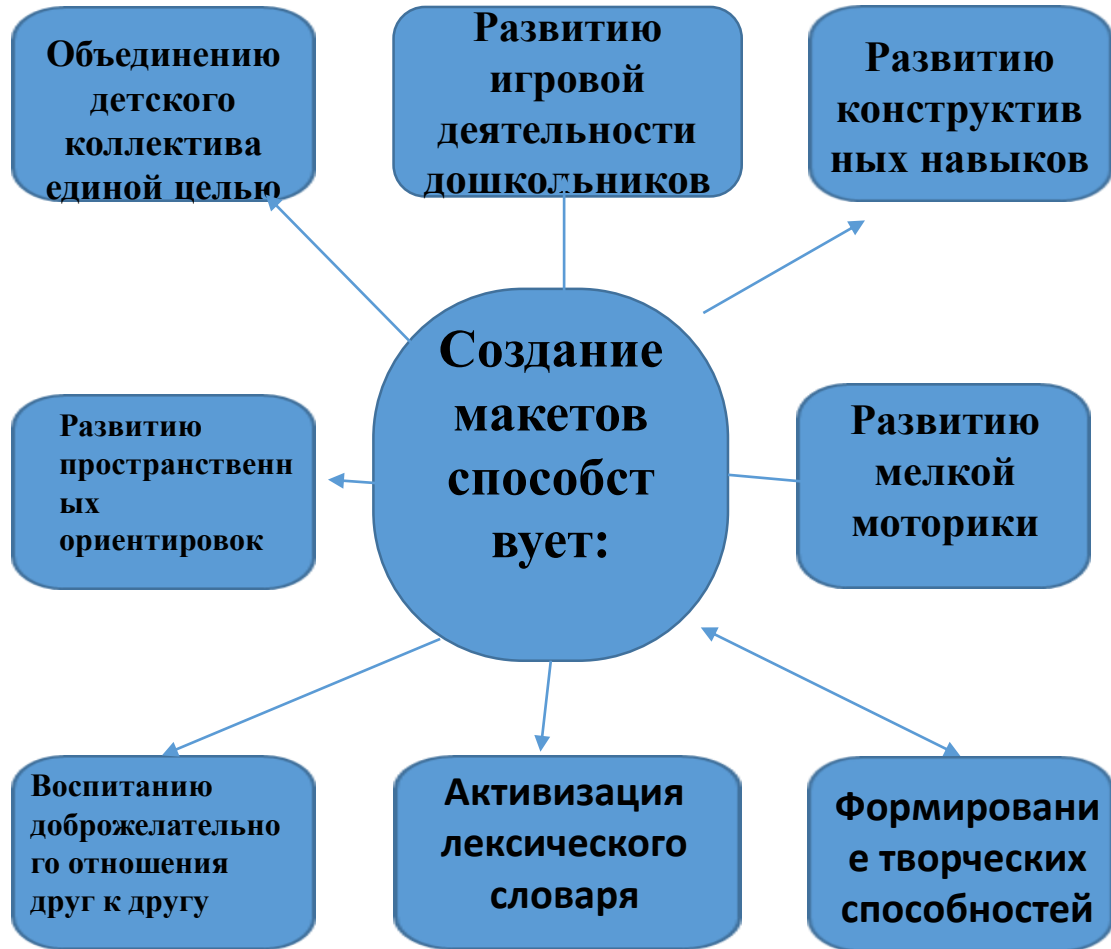 Объединению
детского
коллектива
единой целью
Развитию
игровой
деятельности
дошкольников
Развитию
конструктив
ных навыков
Создание
макетов
способст
вует:
Развитию
пространственн
ых
ориентировок
Развитию
мелкой
моторики
Воспитанию
доброжелательно
го отношения
друг к другу
Активизация
лексического
словаря
Формировани
е творческих
способностей